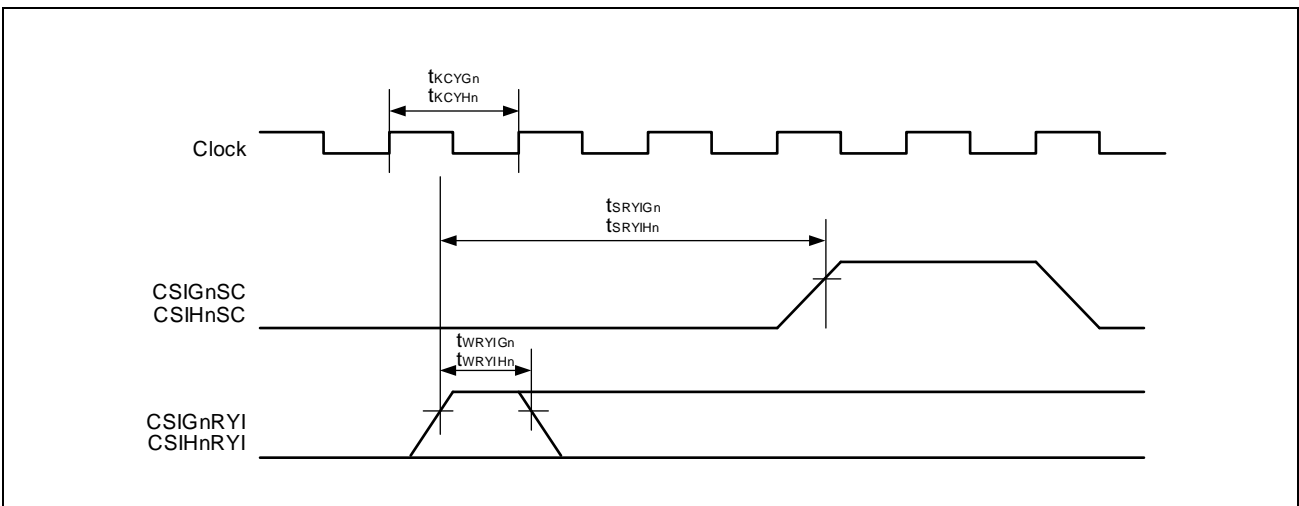 tKCYGn
tKCYHn
Clock
tSRYIGn
tSRYIHn
CSIGnSC
CSIHnSC
tWRYIGn
tWRYIHn
CSIGnRYI
CSIHnRYI